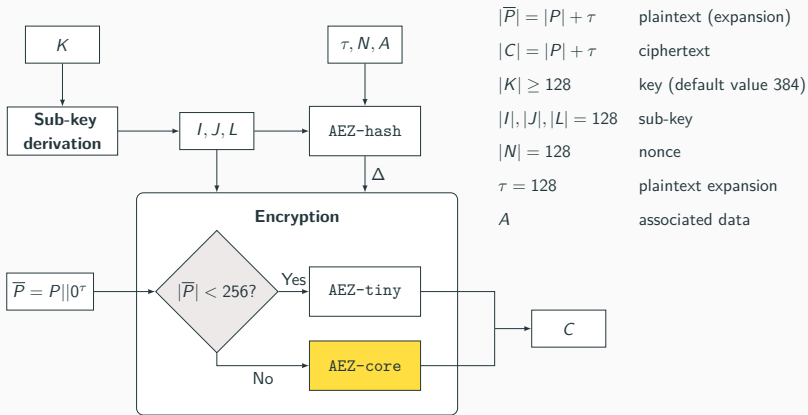 K
τ, N, A
Sub-key
derivation
I, J, L
AEZ-hash
Δ
Encryption
P̅ = P||0^τ
|P̅| < 256?
Yes
AEZ-tiny
No
AEZ-core
C
|P̅| = |P| + τ plaintext (expansion)
|C| = |P| + τ ciphertext
|K| ≥ 128 key (default value 384)
|I|, |J|, |L| = 128 sub-key
|N| = 128 nonce
τ = 128 plaintext expansion
A associated data